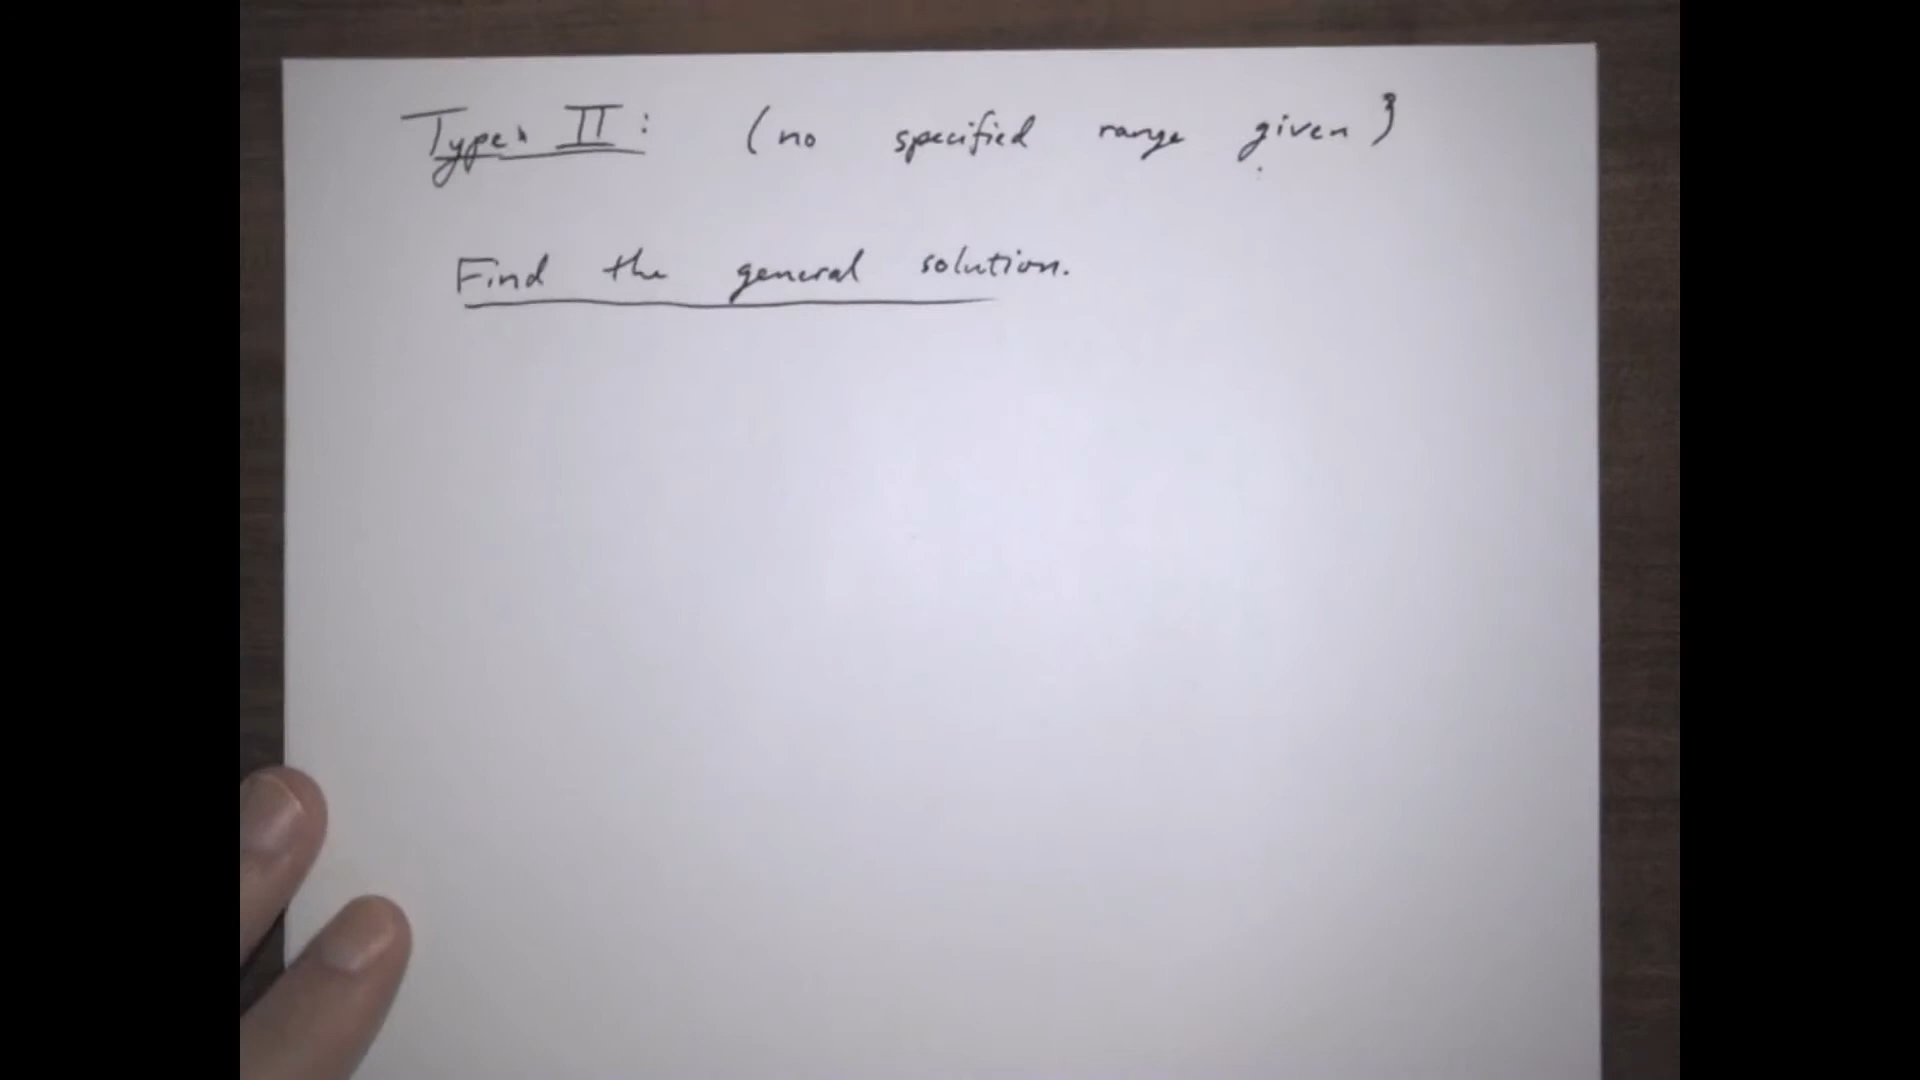 Type II: (no specified range given)
Find the general solution.